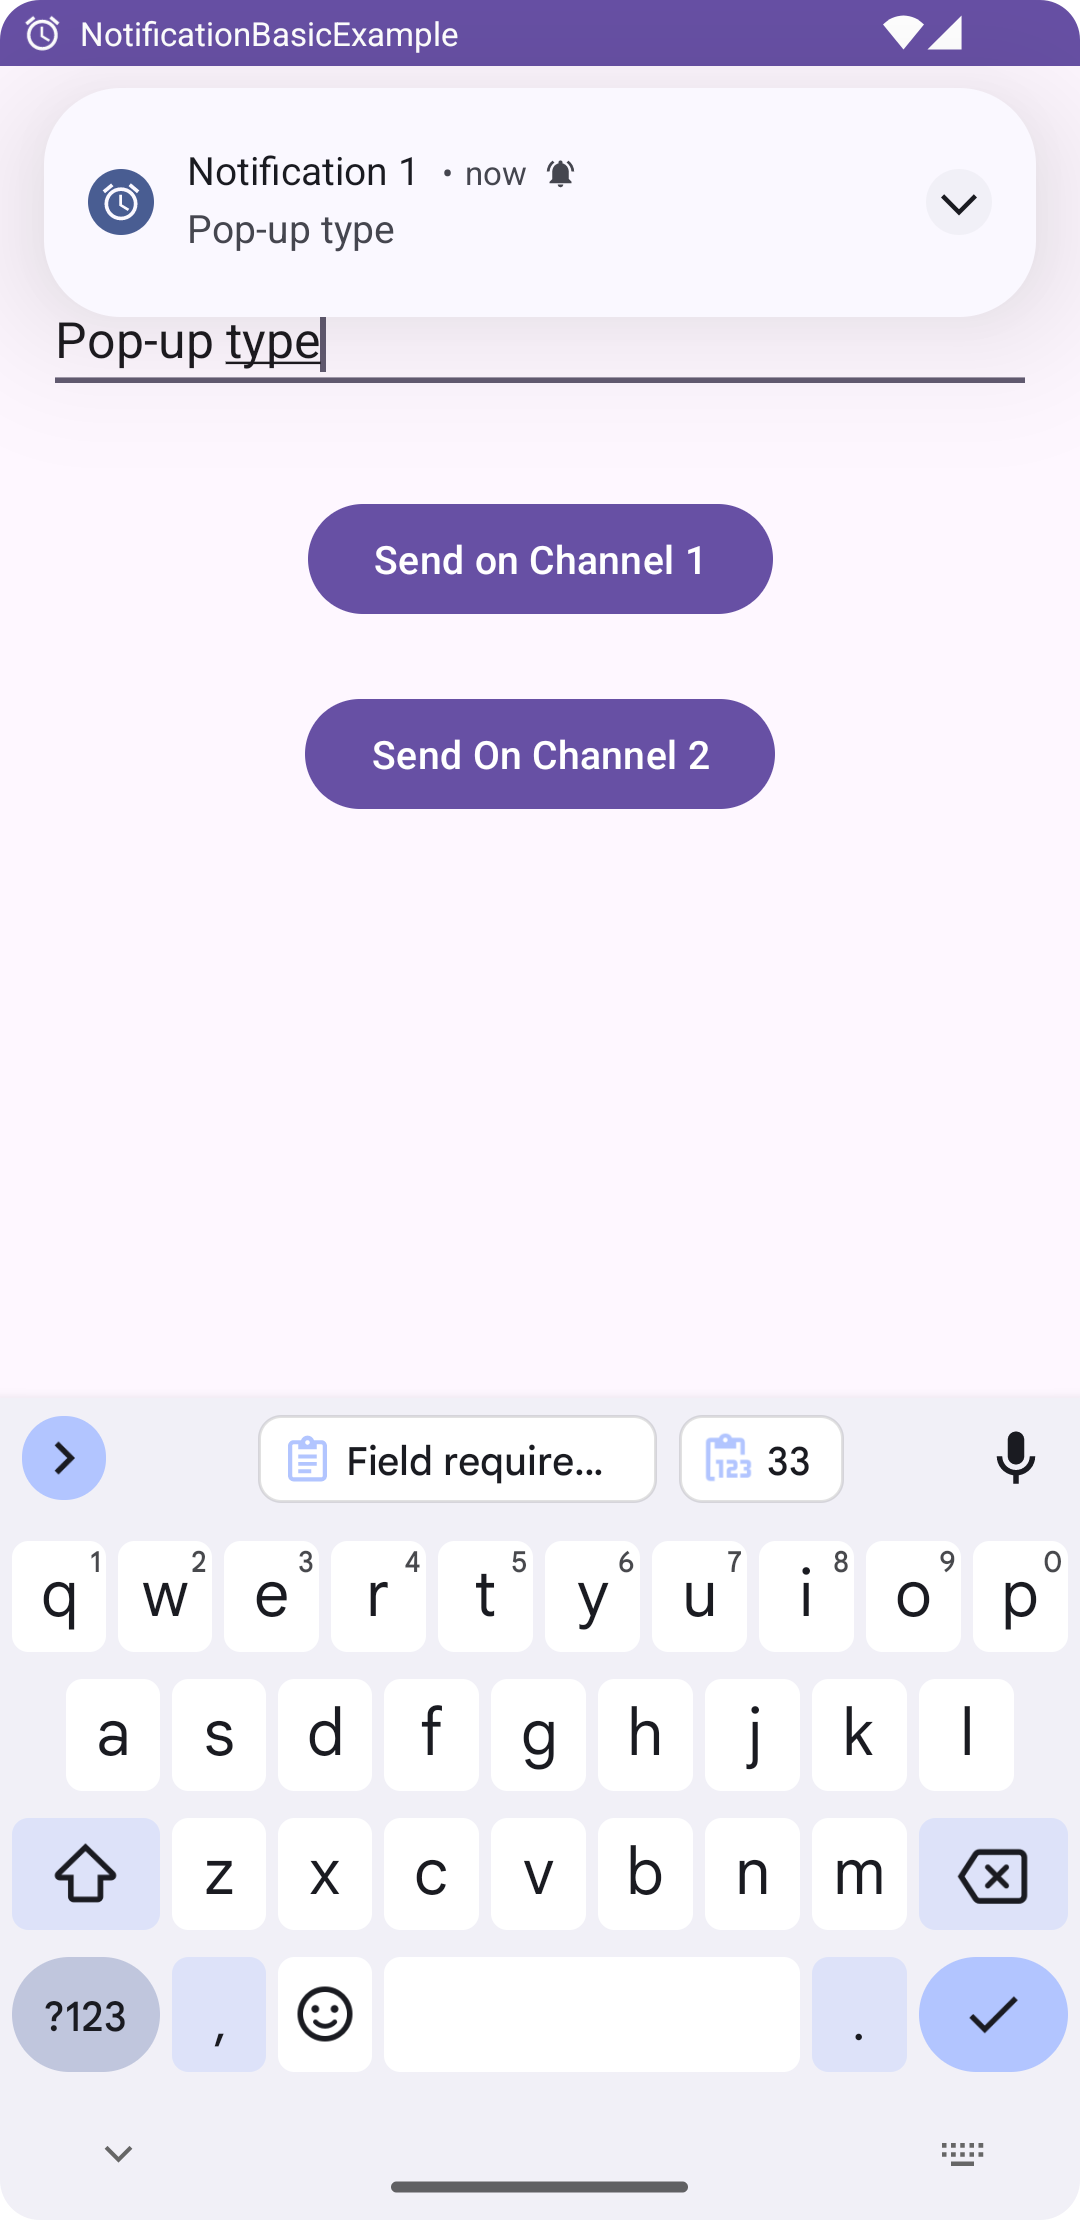 NotificationBasicExample
Notification 1 • now
Pop-up type
Pop-up type
Send on Channel 1
Send On Channel 2
Field require... 123 33
q 1 w 2 e 3 r 4 t 5 y 6 u 7 i 8 o 9 p 0
a s d f g h j k l
z x c v b n m
?123 , .